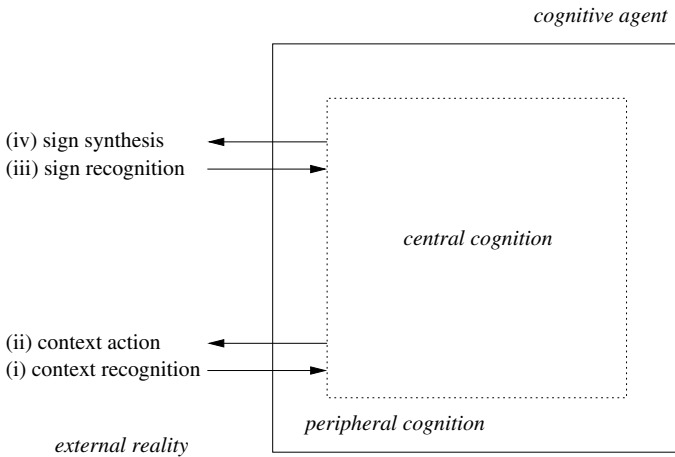 cognitive agent
(iv) sign synthesis
(iii) sign recognition
central cognition
(ii) context action
(i) context recognition
peripheral cognition
external reality